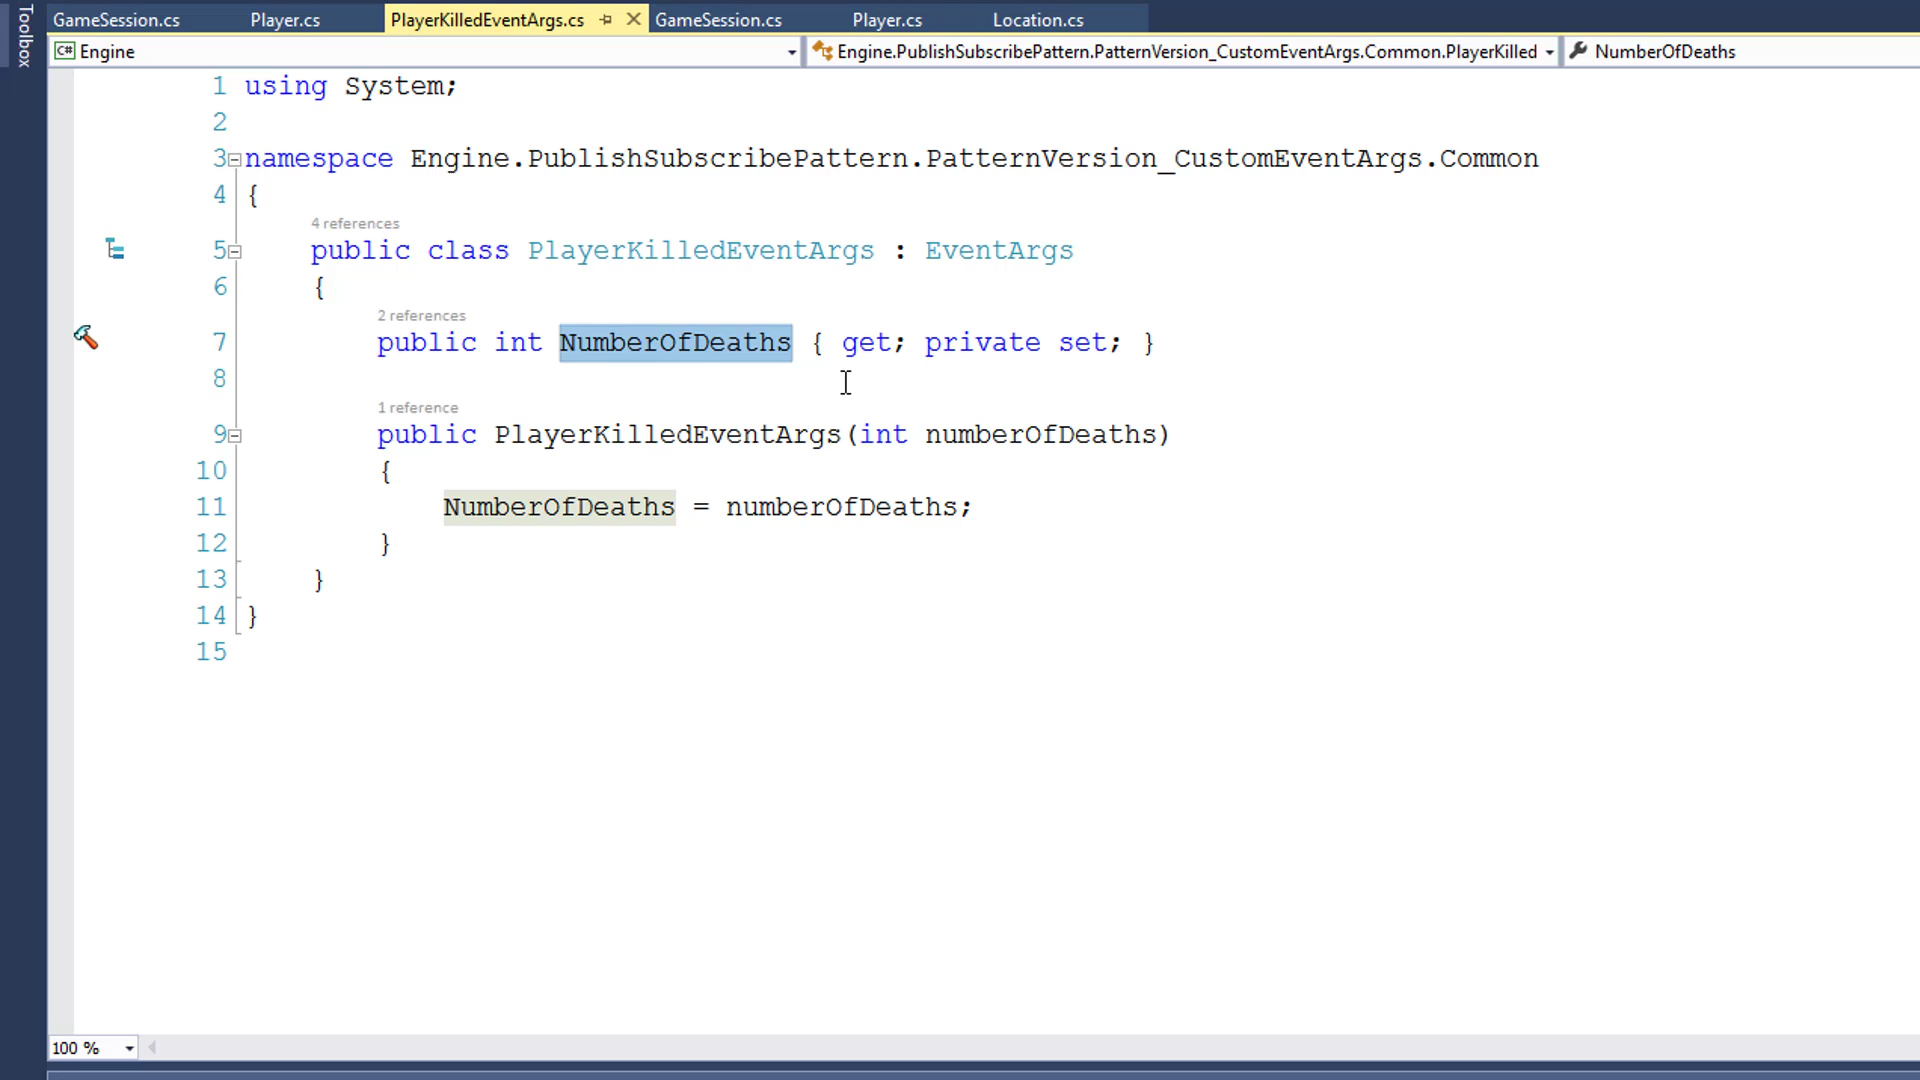 Toolbox
GameSession.cs Player.cs PlayerKilledEventArgs.cs GameSession.cs Player.cs Location.cs
C# Engine Engine.PublishSubscribePattern.PatternVersion_CustomEventArgs.Common.PlayerKilled NumberOfDeaths
1 using System;
2
3 namespace Engine.PublishSubscribePattern.PatternVersion_CustomEventArgs.Common
4 {
4 references
5 public class PlayerKilledEventArgs : EventArgs
6 {
2 references
7 public int NumberOfDeaths { get; private set; }
8
1 reference
9 public PlayerKilledEventArgs(int numberOfDeaths)
10 {
11 NumberOfDeaths = numberOfDeaths;
12 }
13 }
14 }
15
100 %